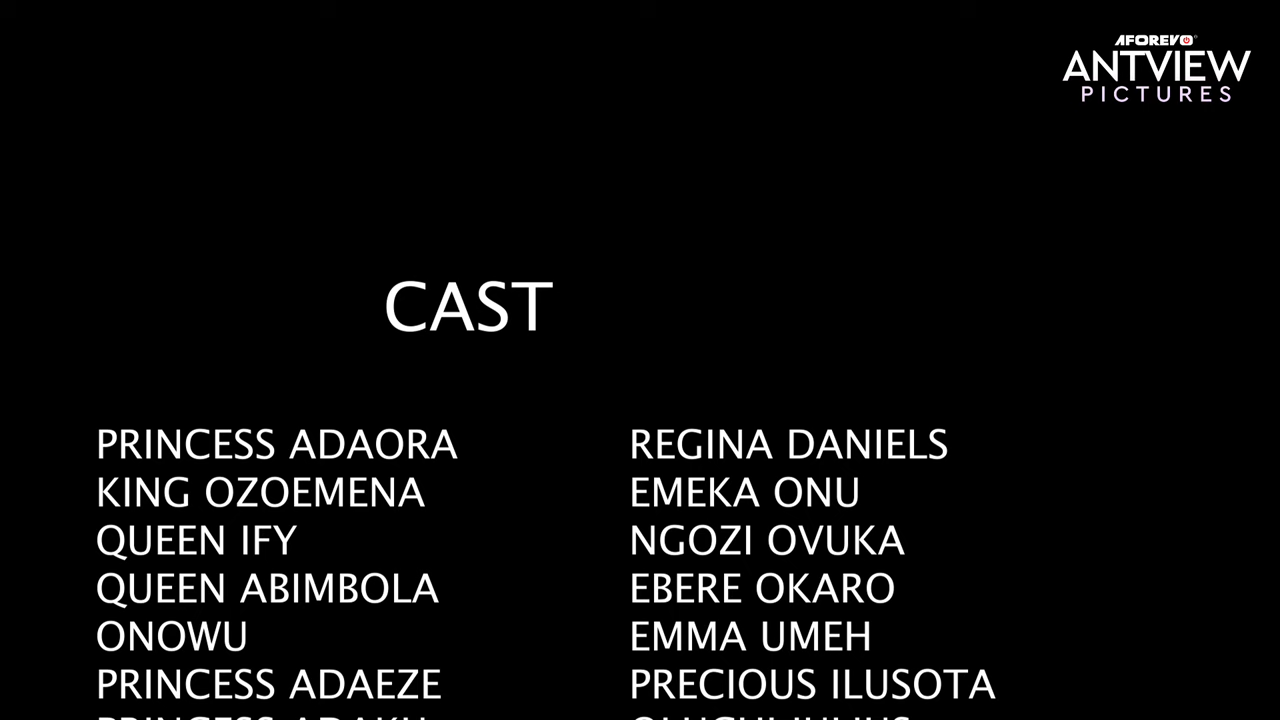 AFOREVO
ANTVIEW
PICTURES
CAST
PRINCESS ADAORA REGINA DANIELS
KING OZOEMENA EMEKA ONU
QUEEN IFY NGOZI OVUKA
QUEEN ABIMBOLA EBERE OKARO
ONOWU EMMA UMEH
PRINCESS ADAEZE PRECIOUS ILUSOTA
PRINCESS